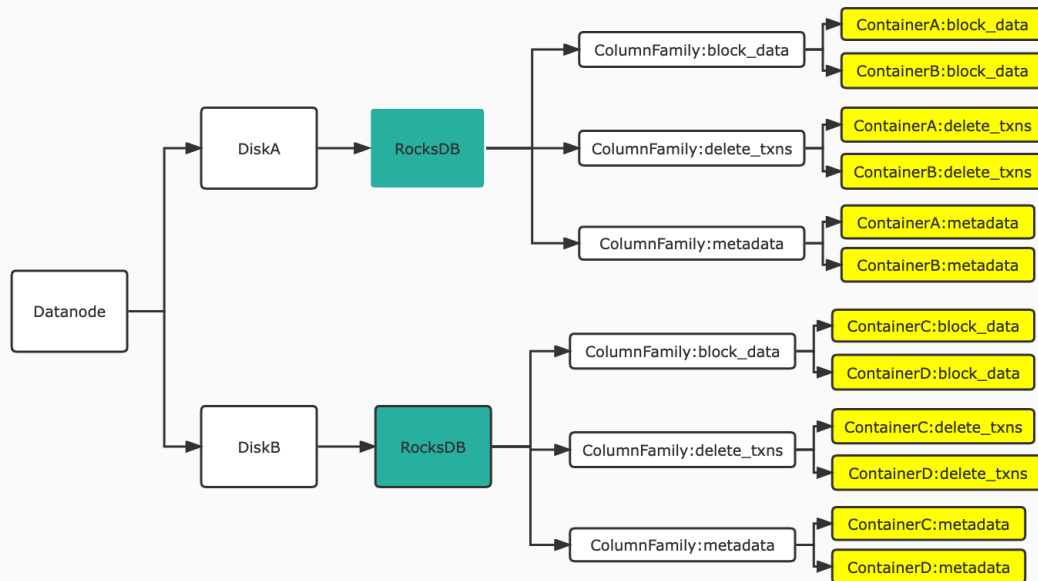 Datanode
DiskA
RocksDB
ColumnFamily:block_data
ContainerA:block_data
ContainerB:block_data
ColumnFamily:delete_txns
ContainerA:delete_txns
ContainerB:delete_txns
ColumnFamily:metadata
ContainerA:metadata
ContainerB:metadata
DiskB
RocksDB
ColumnFamily:block_data
ContainerC:block_data
ContainerD:block_data
ColumnFamily:delete_txns
ContainerC:delete_txns
ContainerD:delete_txns
ColumnFamily:metadata
ContainerC:metadata
ContainerD:metadata